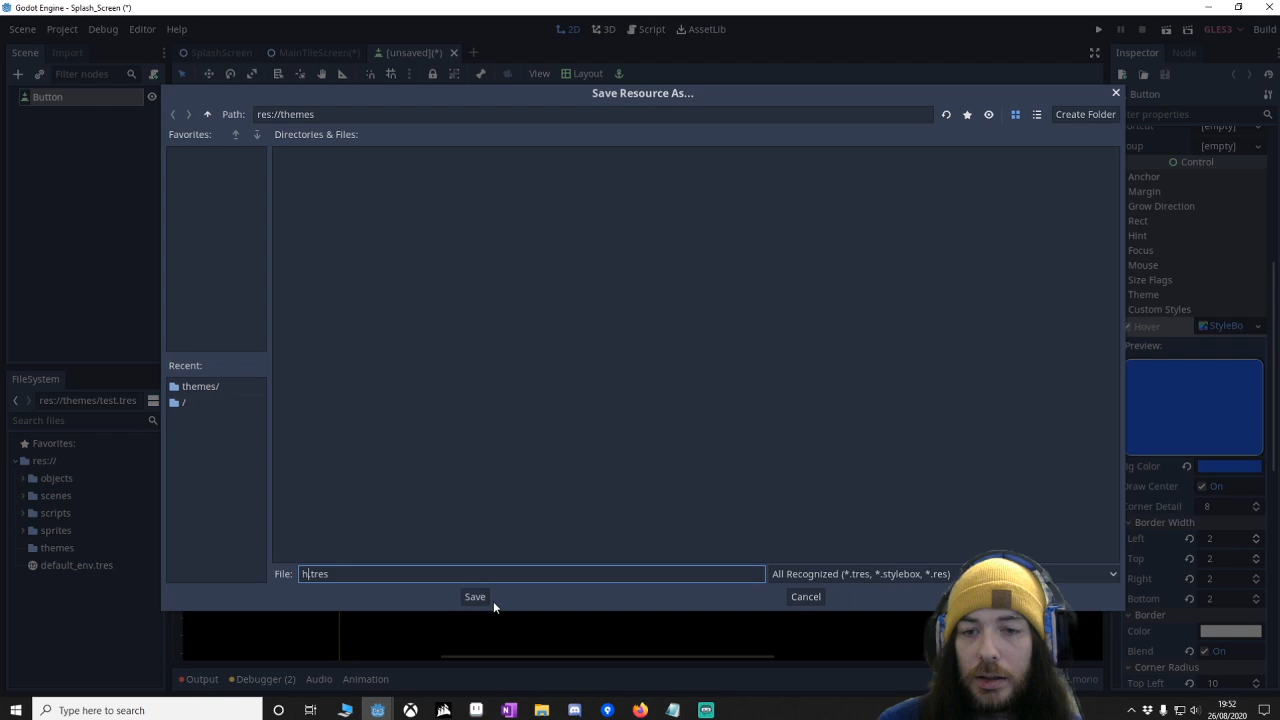 Godot Engine - Splash_Screen (*)
Scene Project Debug Editor Help
2D 3D Script AssetLib
GLES3 Build
Scene Import
SplashScreen MainTileScreen(*) [unsaved](*)
Inspector Node
Filter nodes
View Layout
Button
Save Resource As...
Button
Path: res://themes
Create Folder
Favorites: Directories & Files:
[empty]
oup [empty]
Control
Anchor
Margin
Grow Direction
Rect
Hint
Focus
Mouse
Size Flags
Theme
Custom Styles
Hover StyleBo
Preview:
Recent:
themes/
/
FileSystem
res://themes/test.tres
Search files
Favorites:
res://
objects
scenes
scripts
sprites
themes
default_env.tres
Color
Draw Center On
Corner Detail 8
Border Width
Left 2
Top 2
Right 2
Bottom 2
Border
Color
Blend On
Corner Radius
Top Left 10
File: h.tres
All Recognized (*.tres, *.stylebox, *.res)
Save Cancel
Output Debugger (2) Audio Animation
.mono
Type here to search
19:52
26/08/2020